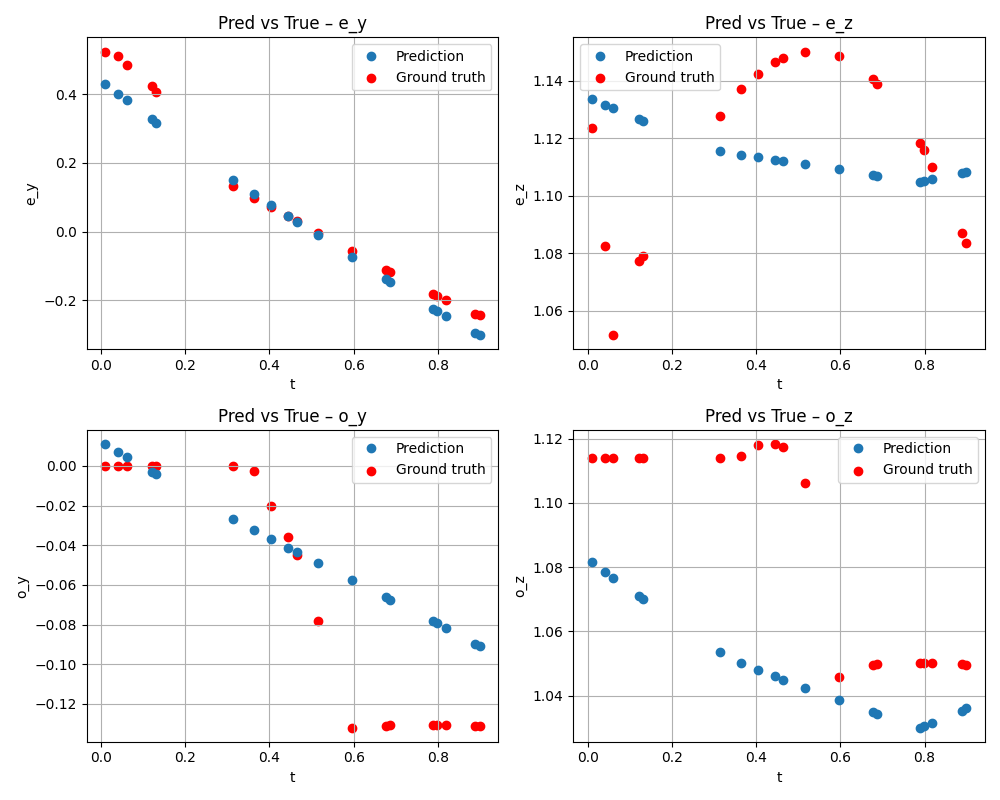 Pred vs True – e_y
Prediction
Ground truth
e_y
0.4
0.2
0.0
−0.2
0.0 0.2 0.4 0.6 0.8
t
Pred vs True – e_z
Prediction
Ground truth
e_z
1.14
1.12
1.10
1.08
1.06
0.0 0.2 0.4 0.6 0.8
t
Pred vs True – o_y
Prediction
Ground truth
o_y
0.00
−0.02
−0.04
−0.06
−0.08
−0.10
−0.12
0.0 0.2 0.4 0.6 0.8
t
Pred vs True – o_z
Prediction
Ground truth
o_z
1.12
1.10
1.08
1.06
1.04
0.0 0.2 0.4 0.6 0.8
t